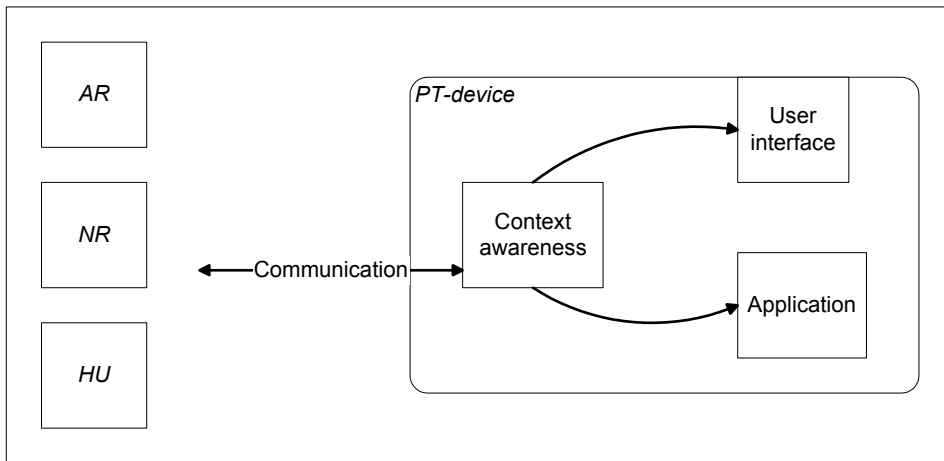 AR
NR
HU
Communication
PT-device
Context
awareness
User
interface
Application